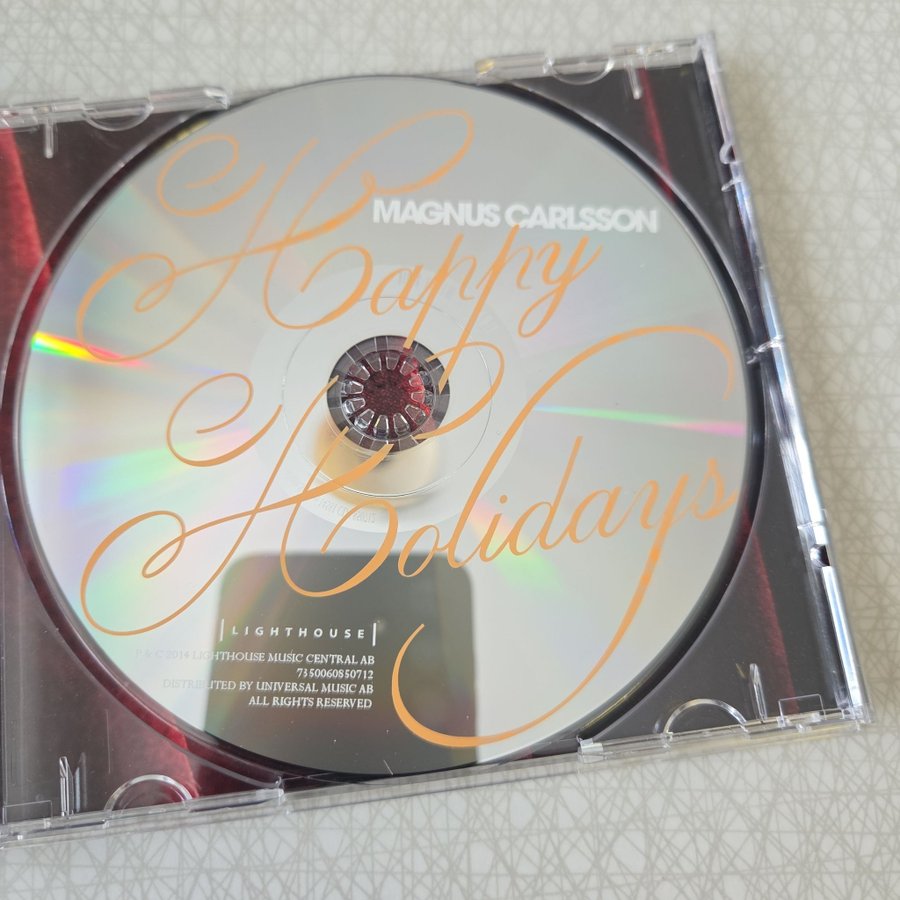 MAGNUS CARLSSON
Happy
Holidays
LIGHTHOUSE
P & C 2014 LIGHTHOUSE MUSIC CENTRAL AB
7350060850712
DISTRIBUTED BY UNIVERSAL MUSIC AB
ALL RIGHTS RESERVED